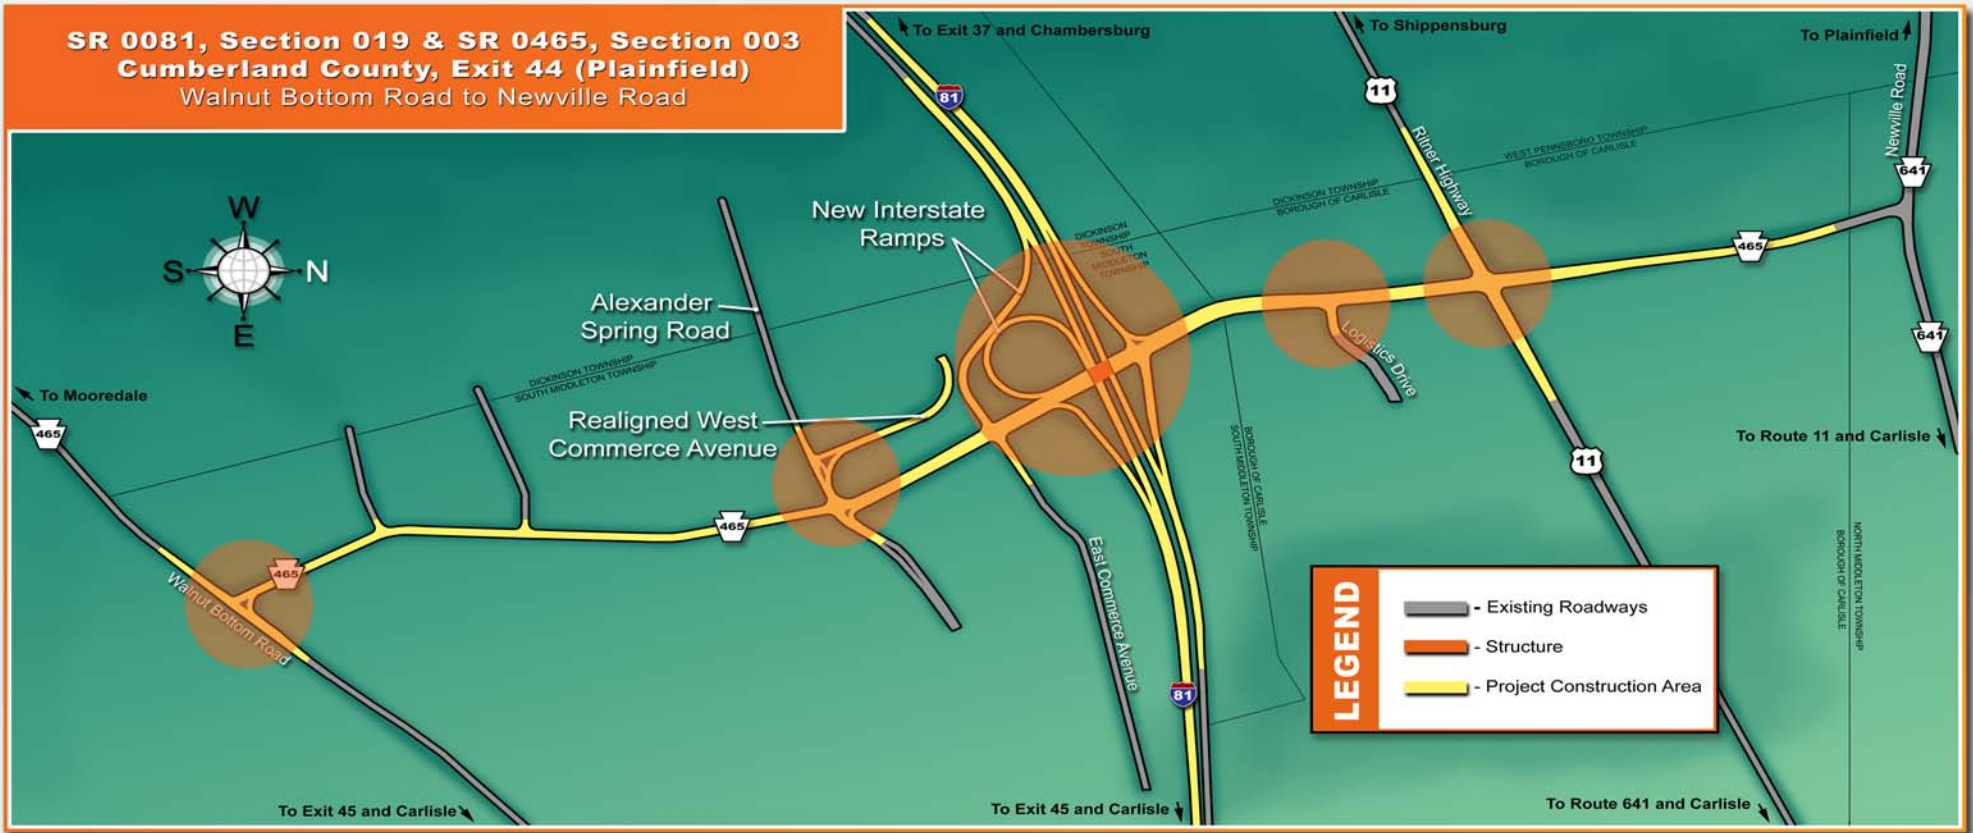 SR 0081, Section 019 & SR 0465, Section 003
Cumberland County, Exit 44 (Plainfield)
Walnut Bottom Road to Newville Road
To Exit 37 and Chambersburg
To Shippensburg
To Plainfield
81
11
Ritner Highway
Newville Road
641
WEST PENNSBORO TOWNSHIP
BOROUGH OF CARLISLE
DICKINSON TOWNSHIP
BOROUGH OF CARLISLE
W
S
N
E
New Interstate
Ramps
DICKINSON
TOWNSHIP
SOUTH
MIDDLETON
TOWNSHIP
465
Alexander
Spring Road
Logistics Drive
641
DICKINSON TOWNSHIP
SOUTH MIDDLETON TOWNSHIP
To Mooredale
465
Realigned West
Commerce Avenue
To Route 11 and Carlisle
11
BOROUGH OF CARLISLE
SOUTH MIDDLETON TOWNSHIP
465
465
Walnut Bottom Road
East Commerce Avenue
NORTH MIDDLETON TOWNSHIP
BOROUGH OF CARLISLE
81
LEGEND
- Existing Roadways
- Structure
- Project Construction Area
To Exit 45 and Carlisle
To Exit 45 and Carlisle
To Route 641 and Carlisle